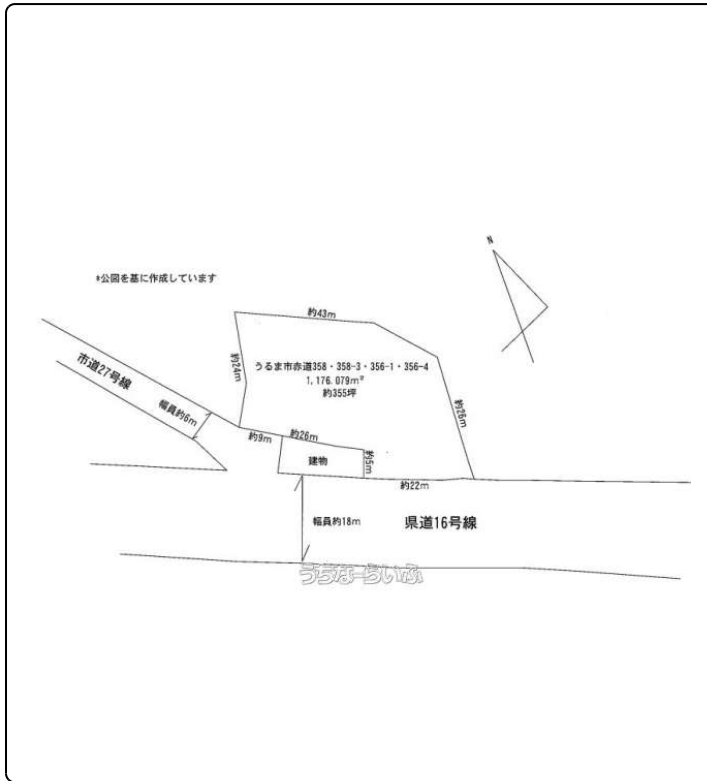 N
*公図を基に作成しています
約43m
市道27号線
幅員約6m
約24m
うるま市赤道358・358-3・356-1・356-4
1,176.079m²
約355坪
約26m
約9m
約26m
建物
約5m
約22m
幅員約18m
県道16号線
うちなーらいふ